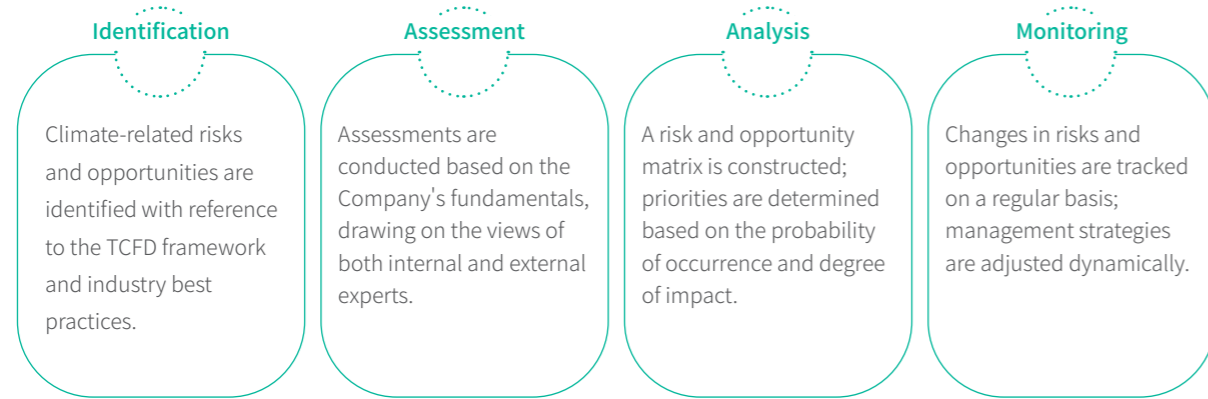 Identification
Climate-related risks
and opportunities are
identified with reference
to the TCFD framework
and industry best
practices.
Assessment
Assessments are
conducted based on the
Company's fundamentals,
drawing on the views of
both internal and external
experts.
Analysis
A risk and opportunity
matrix is constructed;
priorities are determined
based on the probability
of occurrence and degree
of impact.
Monitoring
Changes in risks and
opportunities are tracked
on a regular basis;
management strategies
are adjusted dynamically.